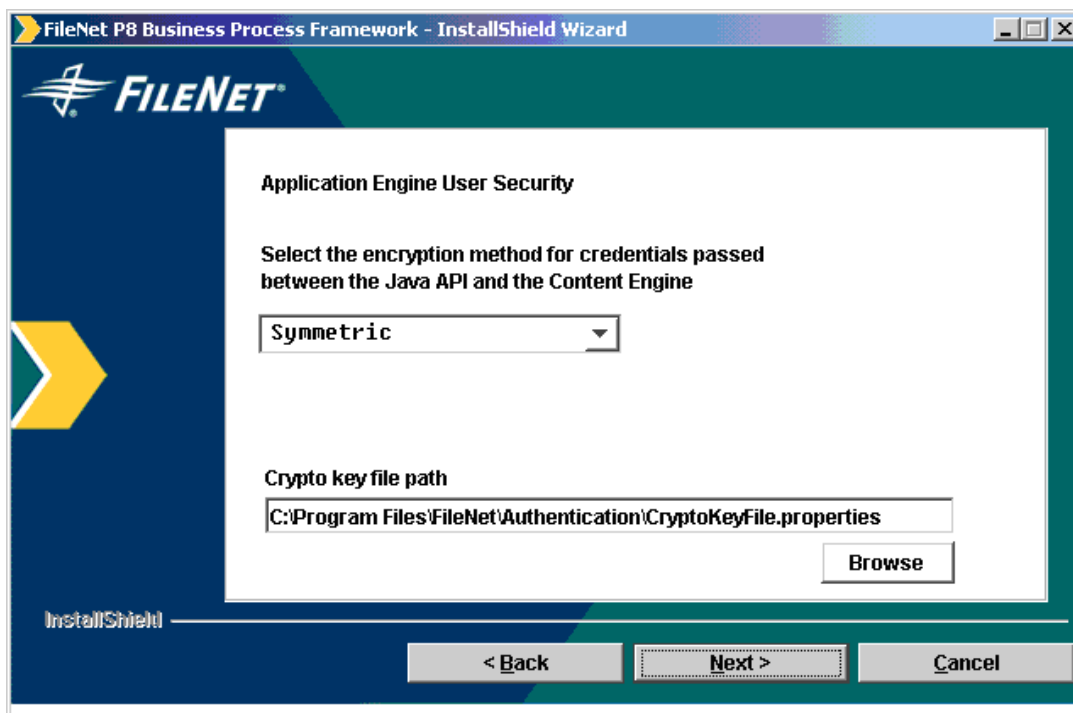 FileNet P8 Business Process Framework - InstallShield Wizard
FILENET®
Application Engine User Security
Select the encryption method for credentials passed
between the Java API and the Content Engine
Symmetric
Crypto key file path
C:\Program Files\FileNet\Authentication\CryptoKeyFile.properties
Browse
InstallShield
< Back Next > Cancel